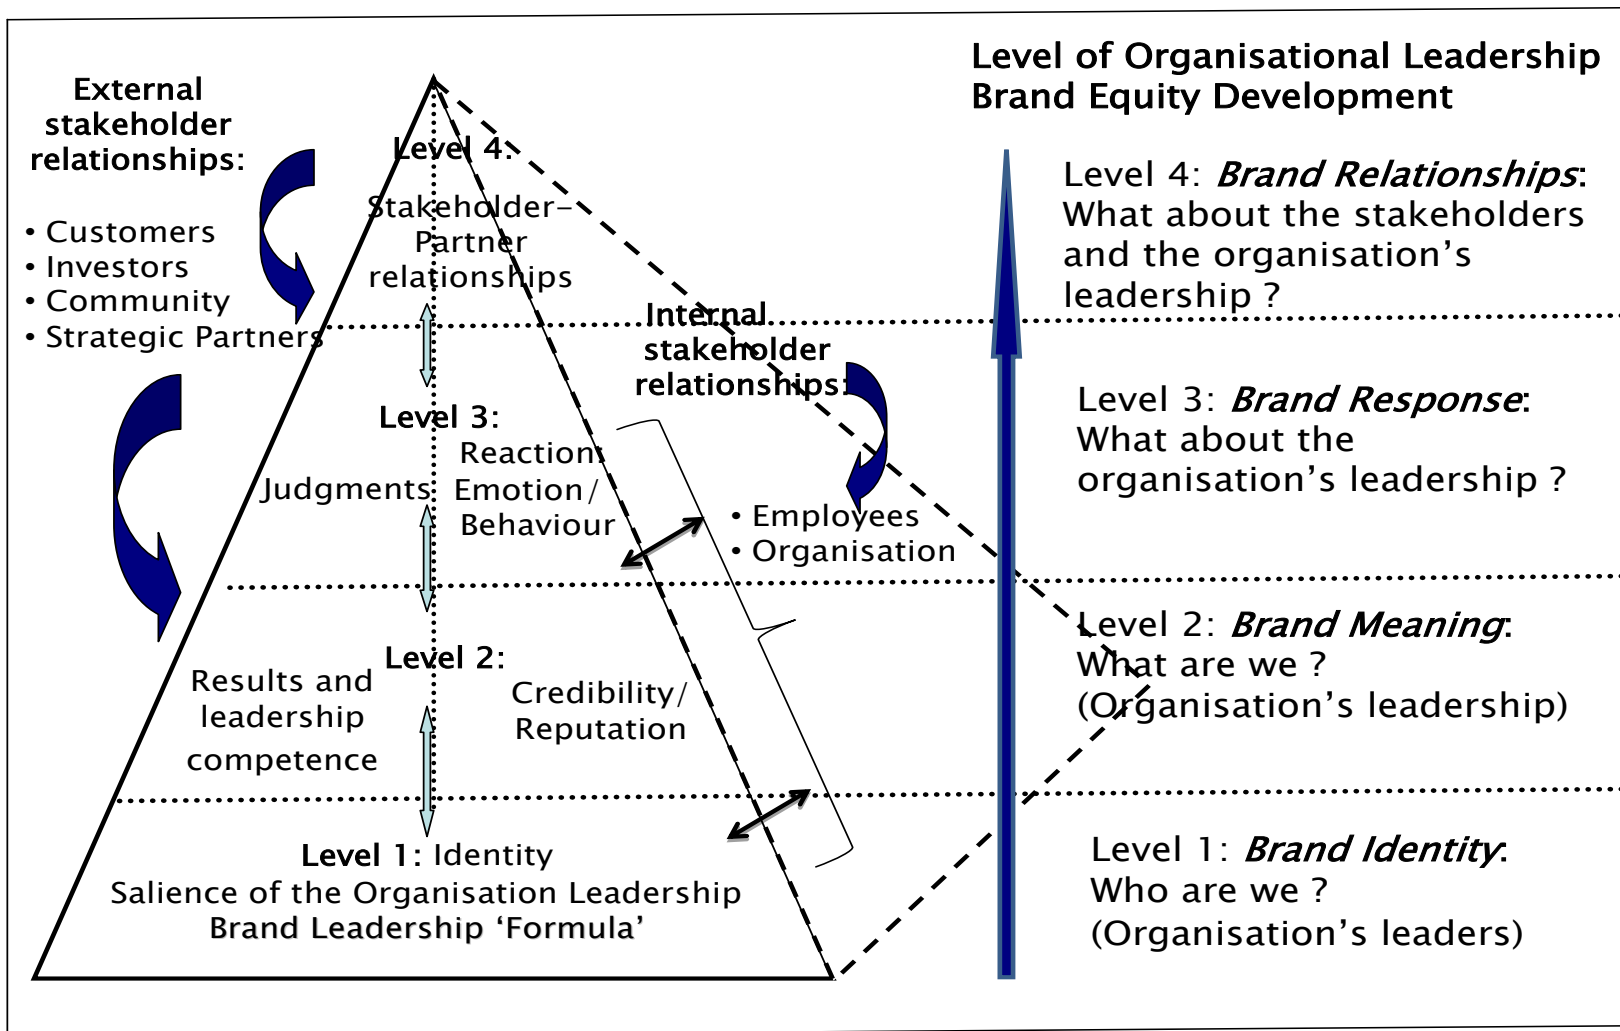 External
stakeholder
relationships:
• Customers
• Investors
• Community
• Strategic Partners
Level 4:
Stakeholder-
Partner
relationships
Internal
stakeholder
relationships:
• Employees
• Organisation
Level 3:
Judgments
Reaction
Emotion/
Behaviour
Level 2:
Results and
leadership
competence
Credibility/
Reputation
Level 1: Identity
Salience of the Organisation Leadership
Brand Leadership ‘Formula’
Level of Organisational Leadership
Brand Equity Development
Level 4: Brand Relationships:
What about the stakeholders
and the organisation’s
leadership ?
Level 3: Brand Response:
What about the
organisation’s leadership ?
Level 2: Brand Meaning:
What are we ?
(Organisation’s leadership)
Level 1: Brand Identity:
Who are we ?
(Organisation’s leaders)